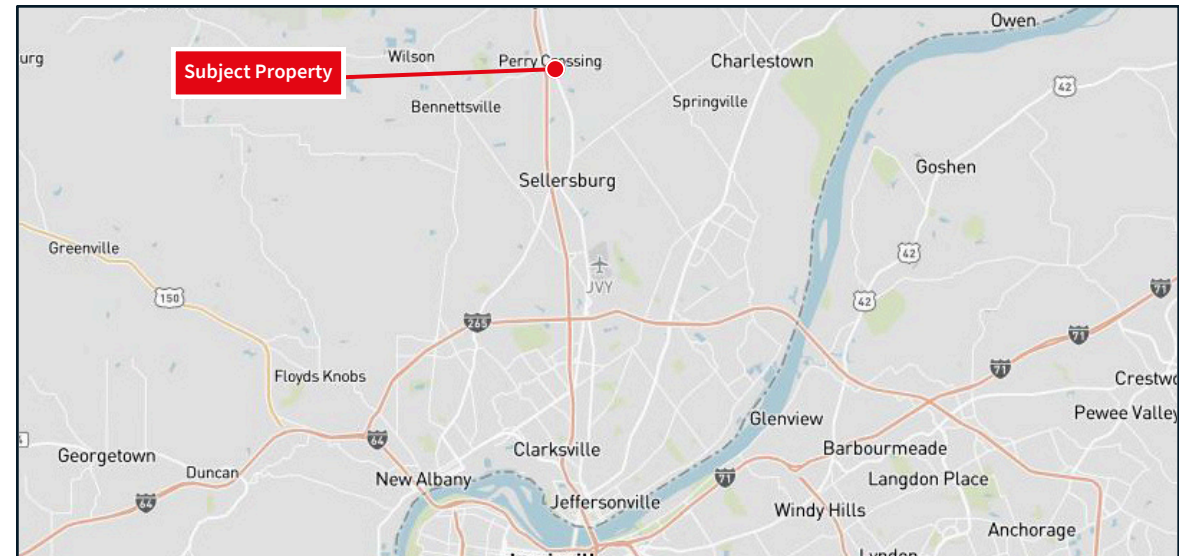 Owen
Wilson
Perry Crossing
Charlestown
urg
Subject Property
42
Bennettsville
Springville
Goshen
Sellersburg
Greenville
42
JVY
71
150
42
265
71
71
Floyds Knobs
Crestwo
Pewee Valley
Glenview
64
Clarksville
Barbourmeade
Georgetown
Duncan
New Albany
71
Langdon Place
64
Jeffersonville
Windy Hills
Anchorage
Lyndon